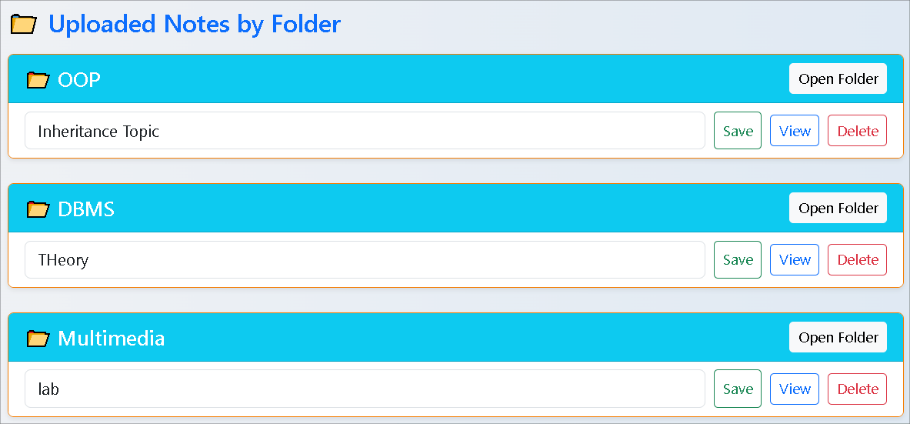 Uploaded Notes by Folder
OOP Open Folder
Inheritance Topic Save View Delete
DBMS Open Folder
THeory Save View Delete
Multimedia Open Folder
lab Save View Delete